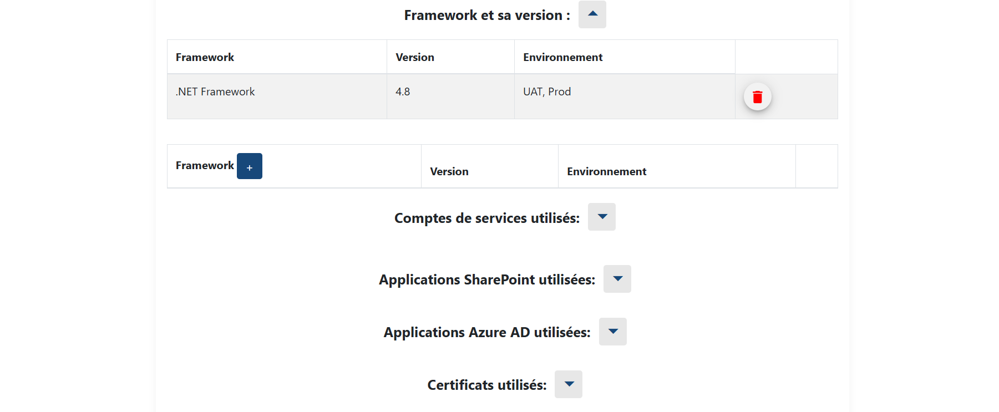 Framework et sa version :
Framework Version Environnement
.NET Framework 4.8 UAT, Prod
Framework + Version Environnement
Comptes de services utilisés:
Applications SharePoint utilisées:
Applications Azure AD utilisées:
Certificats utilisés: